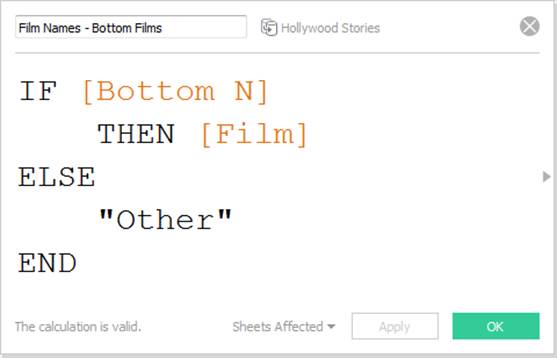 Film Names - Bottom Films
Hollywood Stories
IF [Bottom N]
THEN [Film]
ELSE
"Other"
END
The calculation is valid.
Sheets Affected
Apply
OK